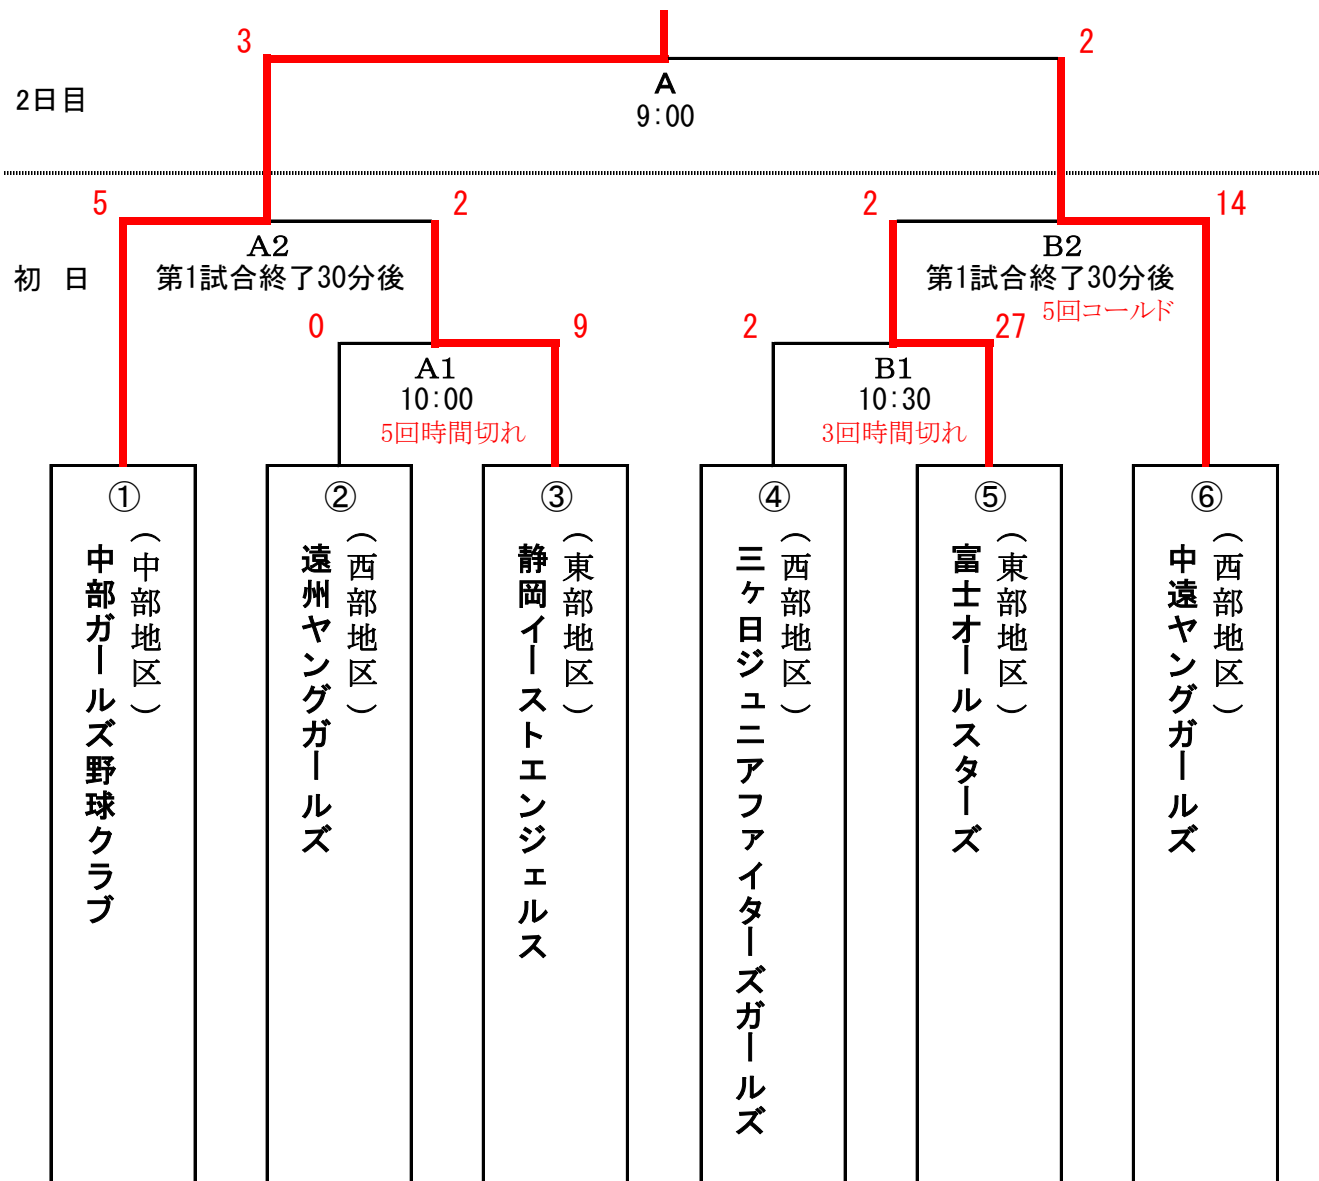 3
2
2日目
A
9:00
5
2
2
14
初 日
A2
第1試合終了30分後
B2
第1試合終了30分後
5回コールド
0
9
2
27
A1
10:00
5回時間切れ
B1
10:30
3回時間切れ
①
(中部地区)
中部ガールズ野球クラブ
②
(西部地区)
遠州ヤングガールズ
③
(東部地区)
静岡イーストエンジェルス
④
(西部地区)
三ヶ日ジュニアファイターズガールズ
⑤
(東部地区)
富士オールスターズ
⑥
(西部地区)
中遠ヤングガールズ